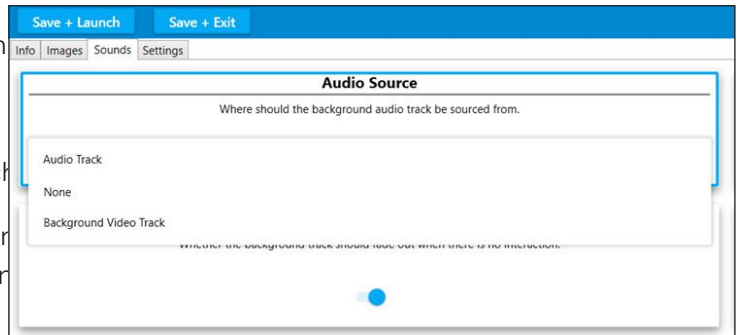 Save + Launch Save + Exit
Info Images Sounds Settings
Audio Source
Where should the background audio track be sourced from.
Audio Track
None
Background Video Track
Whether the background track should fade out when there is no interaction.